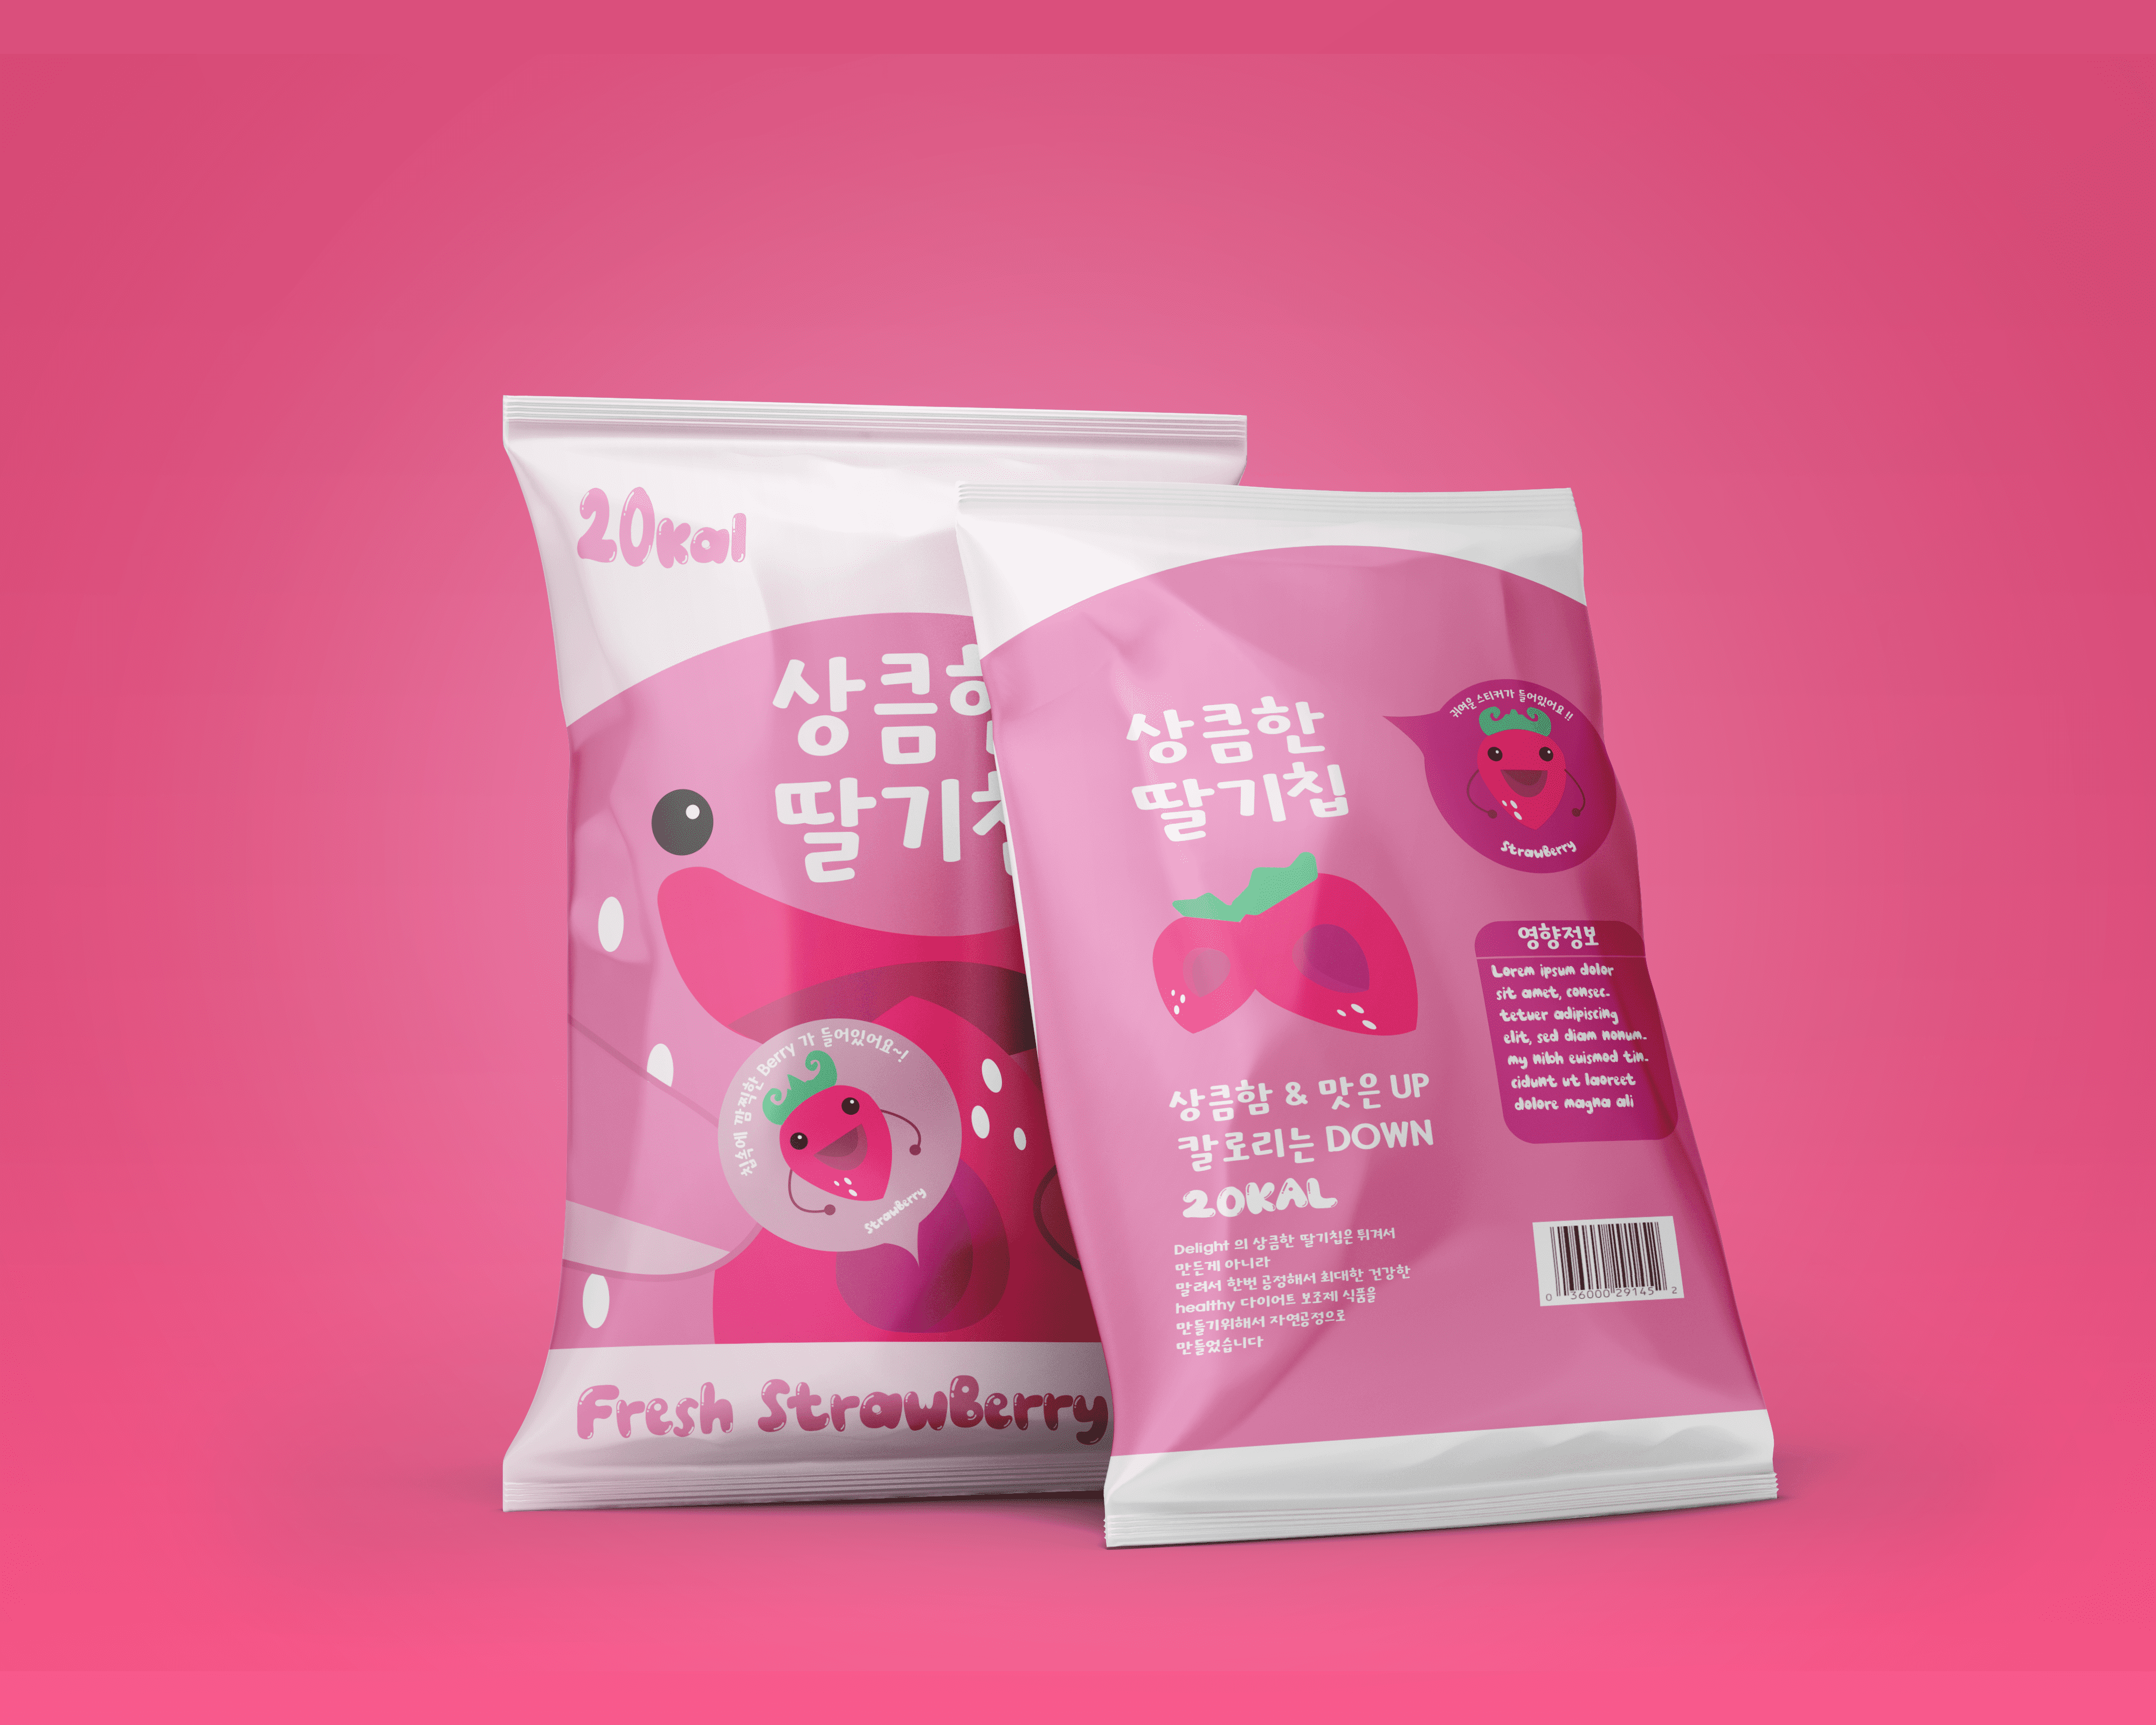 20kal
상큼한
딸기칩
칩속에 깜찍한 Berry 가 들어있어요~!
StrawBerry
Fresh StrawBerry
상큼한
딸기칩
귀여운 스티커가 들어있어요 !!
StrawBerry
영향정보
Lorem ipsum dolor
sit amet, consec-
tetuer adipiscing
elit, sed diam nonum-
my nibh euismod tin-
cidunt ut laoreet
dolore magna ali
상큼함 & 맛은 UP
칼로리는 DOWN
20KAL
Delight 의 상큼한 딸기칩은 튀겨서
만든게 아니라
말려서 한번 공정해서 최대한 건강한
healthy 다이어트 보조제 식품을
만들기위해서 자연공정으로
만들었습니다
0 36000 29145 2